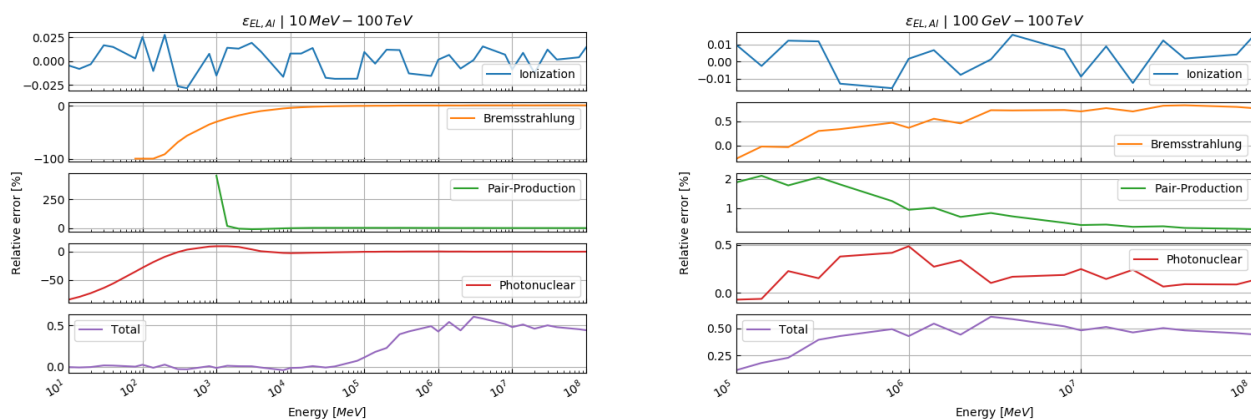 ε_{EL, Al} | 10 MeV − 100 TeV
0.025
0.000
−0.025
Ionization
0
−100
Bremsstrahlung
250
0
Pair-Production
0
−50
Photonuclear
0.5
0.0
Total
Relative error [%]
10^1 10^2 10^3 10^4 10^5 10^6 10^7 10^8
Energy [MeV]
ε_{EL, Al} | 100 GeV − 100 TeV
0.01
0.00
−0.01
Ionization
0.5
0.0
Bremsstrahlung
2
1
Pair-Production
0.5
0.0
Photonuclear
0.50
0.25
Total
Relative error [%]
10^5 10^6 10^7 10^8
Energy [MeV]